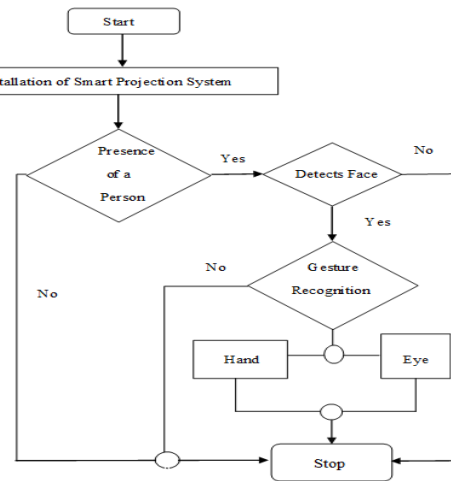 Start
tallation of Smart Projection System
Presence
of a
Person
Yes
Detects Face
No
Yes
No
Gesture
Recognition
No
Hand
Eye
Stop